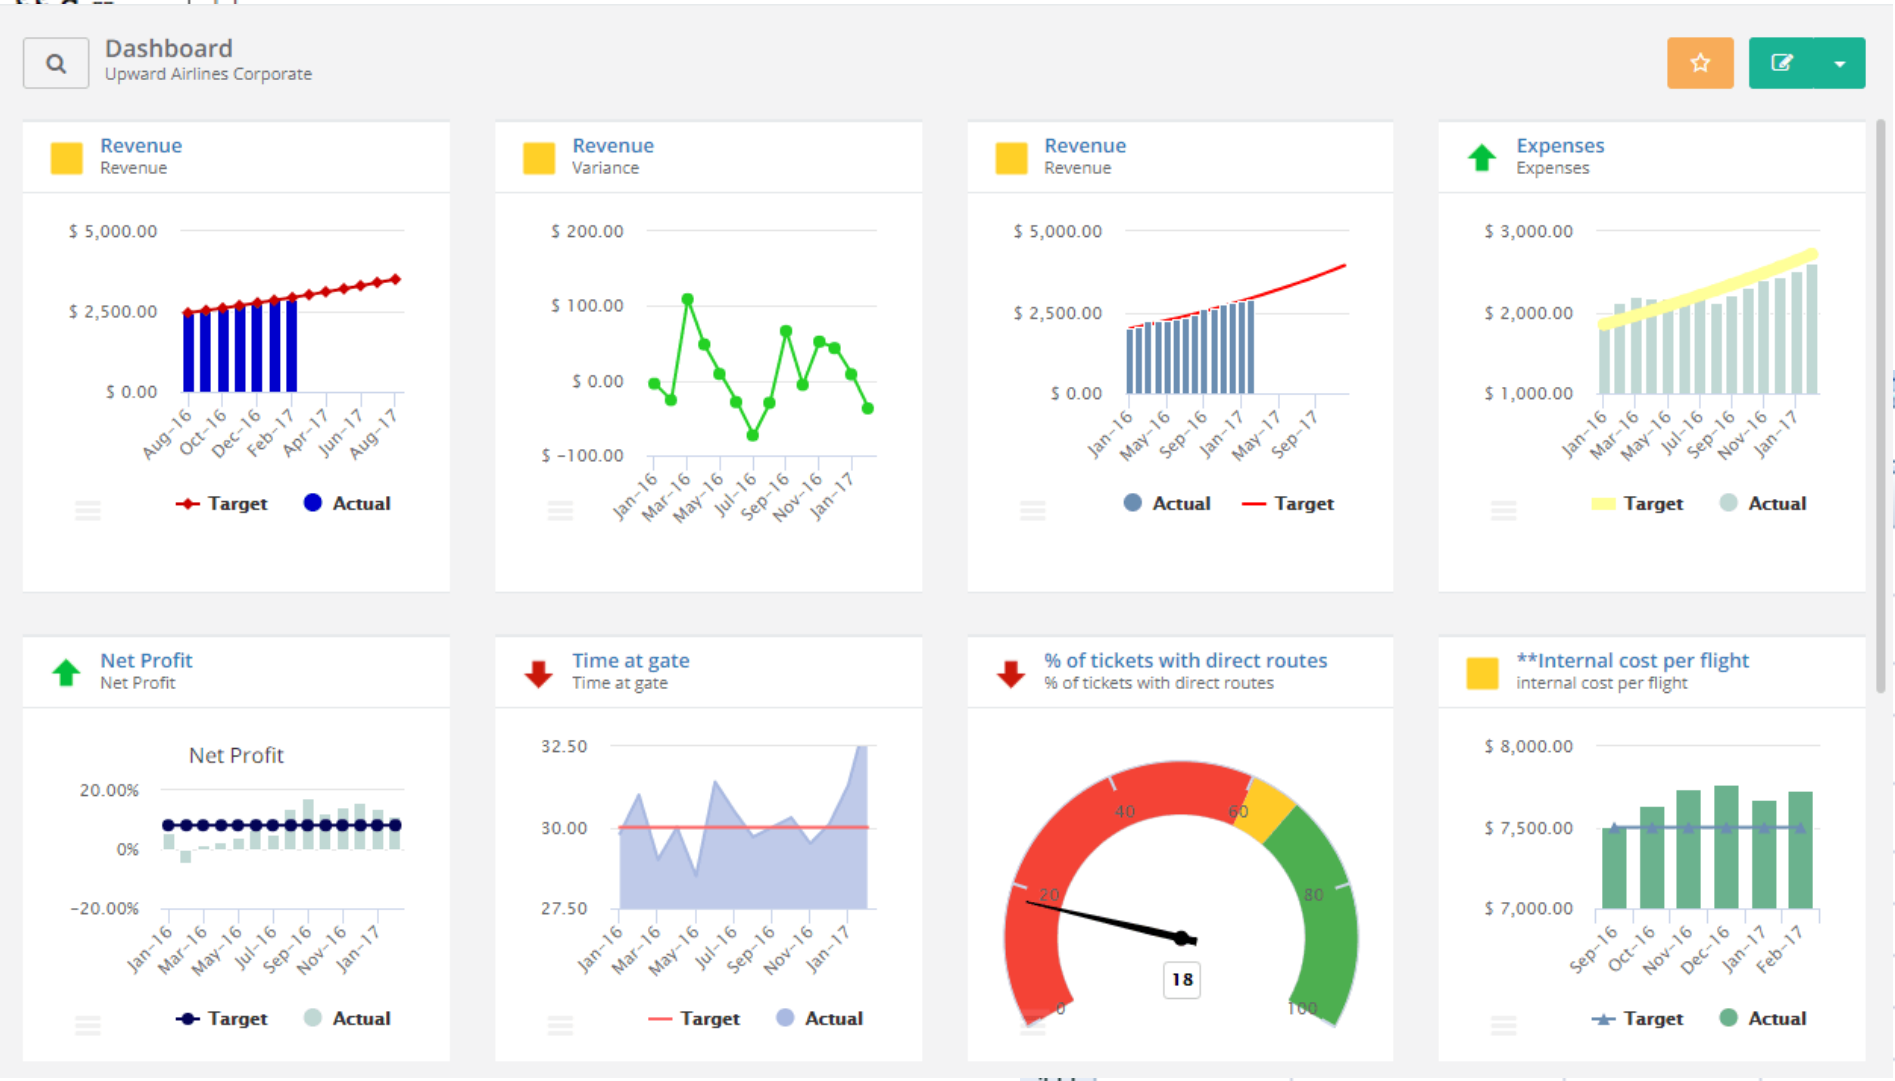 Dashboard
Upward Airlines Corporate
Revenue
Revenue
$ 5,000.00
$ 2,500.00
$ 0.00
Aug-16 Oct-16 Dec-16 Feb-17 Apr-17 Jun-17 Aug-17
Target Actual
Revenue
Variance
$ 200.00
$ 100.00
$ 0.00
$ -100.00
Jan-16 Mar-16 May-16 Jul-16 Sep-16 Nov-16 Jan-17
Revenue
Revenue
$ 5,000.00
$ 2,500.00
$ 0.00
Jan-16 May-16 Sep-16 Jan-17 May-17 Sep-17
Actual Target
Expenses
Expenses
$ 3,000.00
$ 2,000.00
$ 1,000.00
Jan-16 Mar-16 May-16 Jul-16 Sep-16 Nov-16 Jan-17
Target Actual
Net Profit
Net Profit
Net Profit
20.00%
0%
-20.00%
Jan-16 Mar-16 May-16 Jul-16 Sep-16 Nov-16 Jan-17
Target Actual
Time at gate
Time at gate
32.50
30.00
27.50
Jan-16 Mar-16 May-16 Jul-16 Sep-16 Nov-16 Jan-17
Target Actual
% of tickets with direct routes
% of tickets with direct routes
40 60
20 80
18
0 100
**Internal cost per flight
internal cost per flight
$ 8,000.00
$ 7,500.00
$ 7,000.00
Sep-16 Oct-16 Nov-16 Dec-16 Jan-17 Feb-17
Target Actual